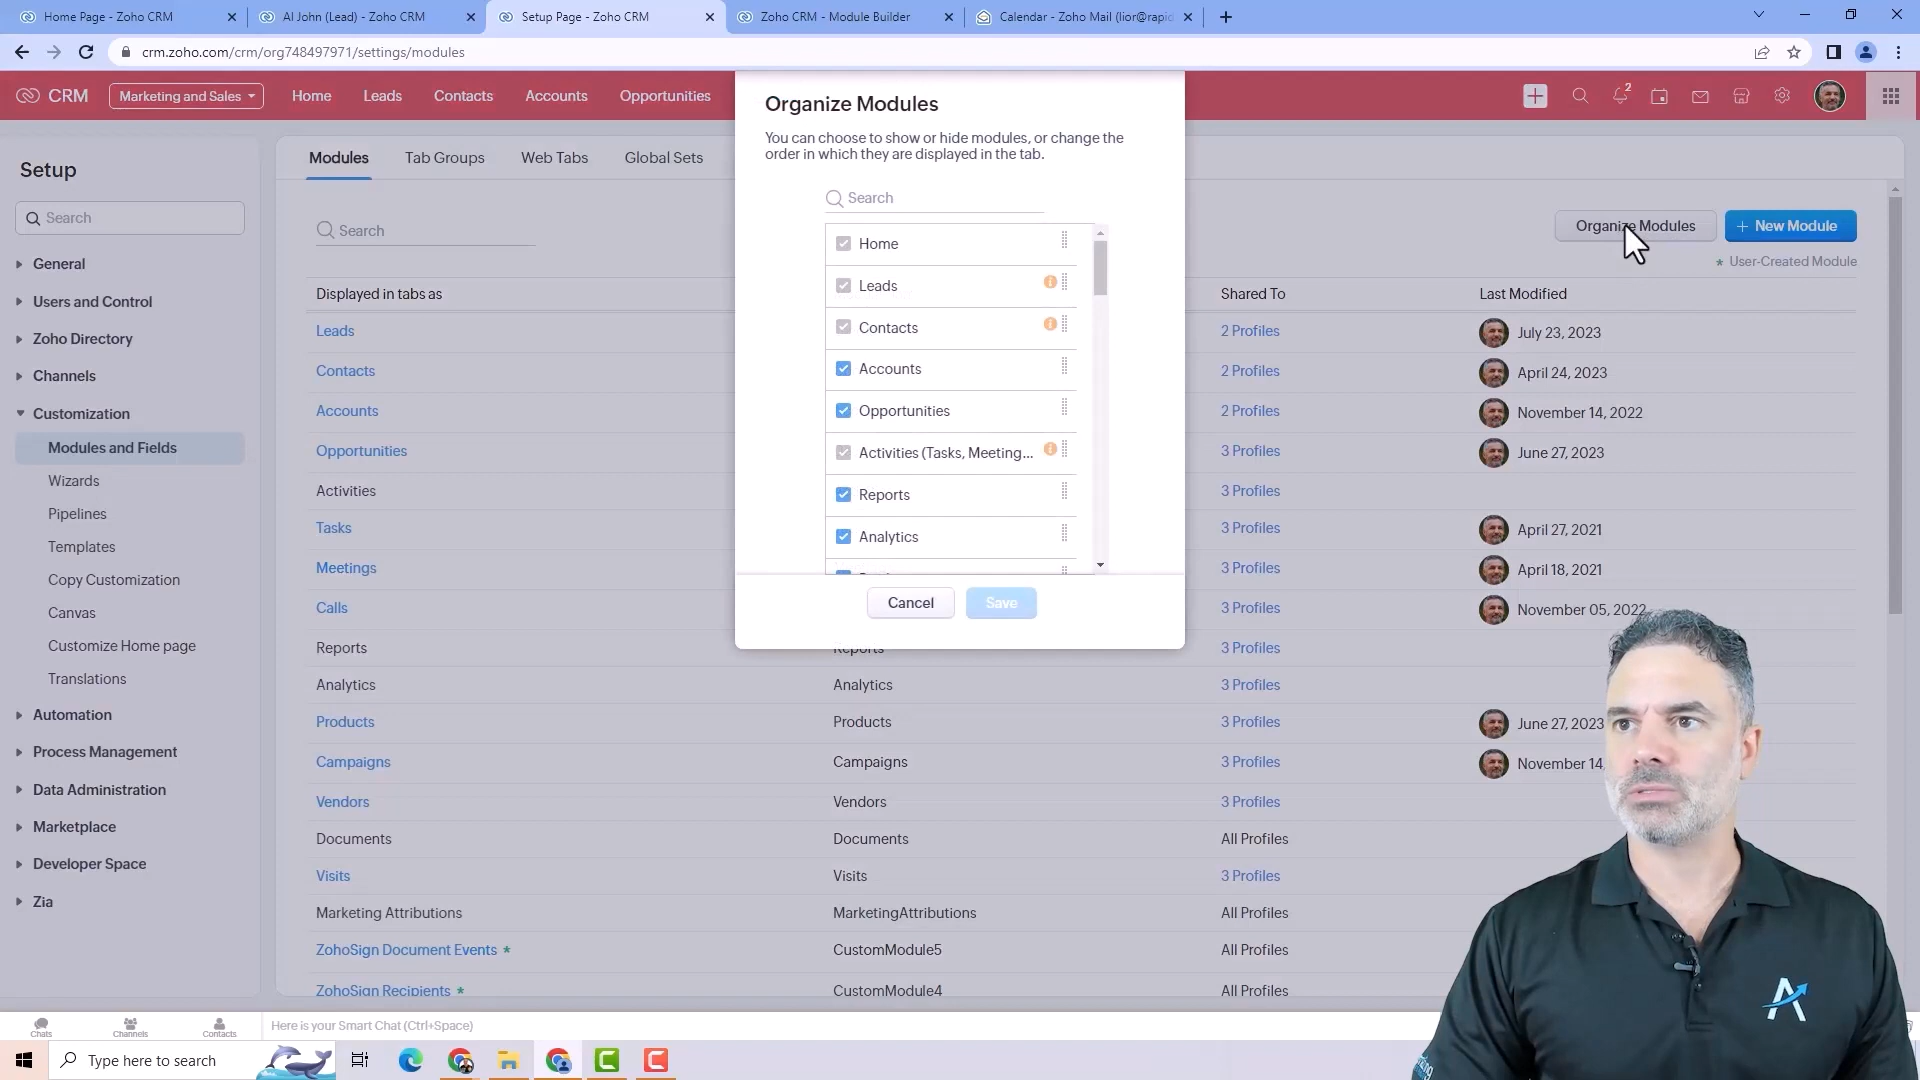 Home Page - Zoho CRM
Al John (Lead) - Zoho CRM
Setup Page - Zoho CRM
Zoho CRM - Module Builder
Calendar - Zoho Mail (lior@rapid
crm.zoho.com/crm/org748497971/settings/modules
CRM
Marketing and Sales
Home
Leads
Contacts
Accounts
Opportunities
2
Setup
Search
General
Users and Control
Zoho Directory
Channels
Customization
Modules and Fields
Wizards
Pipelines
Templates
Copy Customization
Canvas
Customize Home page
Translations
Automation
Process Management
Data Administration
Marketplace
Developer Space
Zia
Modules
Tab Groups
Web Tabs
Global Sets
Search
Organize Modules
+ New Module
* User-Created Module
Displayed in tabs as
Shared To
Last Modified
Leads
2 Profiles
July 23, 2023
Contacts
2 Profiles
April 24, 2023
Accounts
2 Profiles
November 14, 2022
Opportunities
3 Profiles
June 27, 2023
Activities
3 Profiles
Tasks
3 Profiles
April 27, 2021
Meetings
3 Profiles
April 18, 2021
Calls
3 Profiles
November 05, 2022
Reports
Reports
3 Profiles
Analytics
Analytics
3 Profiles
Products
Products
3 Profiles
June 27, 2023
Campaigns
Campaigns
3 Profiles
November 14,
Vendors
Vendors
3 Profiles
Documents
Documents
All Profiles
Visits
Visits
3 Profiles
Marketing Attributions
MarketingAttributions
All Profiles
ZohoSign Document Events *
CustomModule5
All Profiles
ZohoSign Recipients *
CustomModule4
All Profiles
Organize Modules
You can choose to show or hide modules, or change the
order in which they are displayed in the tab.
Search
Home
Leads
Contacts
Accounts
Opportunities
Activities (Tasks, Meeting...
Reports
Analytics
Cancel
Save
Chats
Channels
Contacts
Here is your Smart Chat (Ctrl+Space)
Type here to search